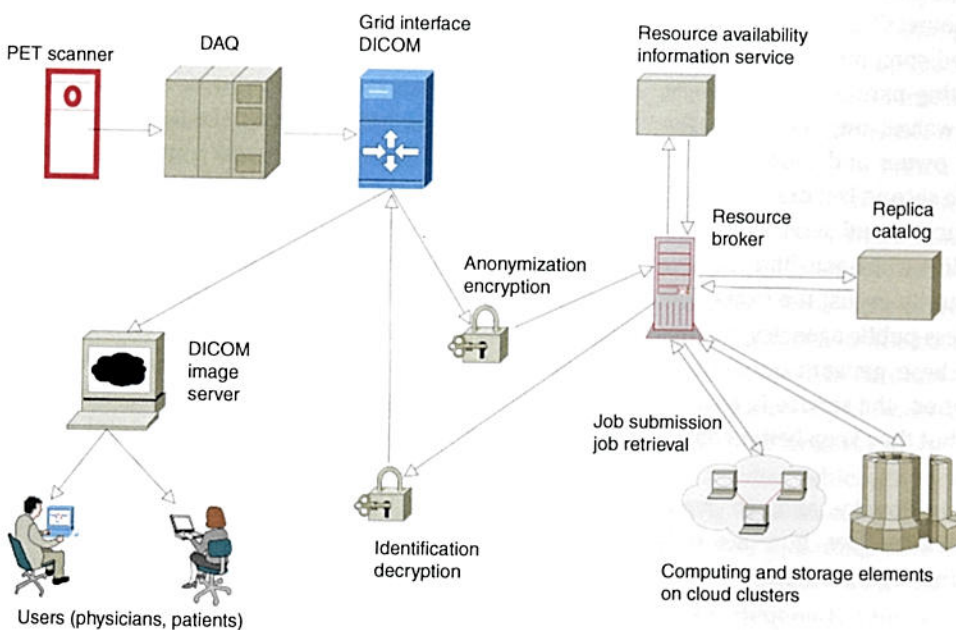 PET scanner
DAQ
Grid interface
DICOM
Resource availability
information service
Resource
broker
Replica
catalog
Anonymization
encryption
DICOM
image
server
Job submission
job retrieval
Identification
decryption
Computing and storage elements
on cloud clusters
Users (physicians, patients)